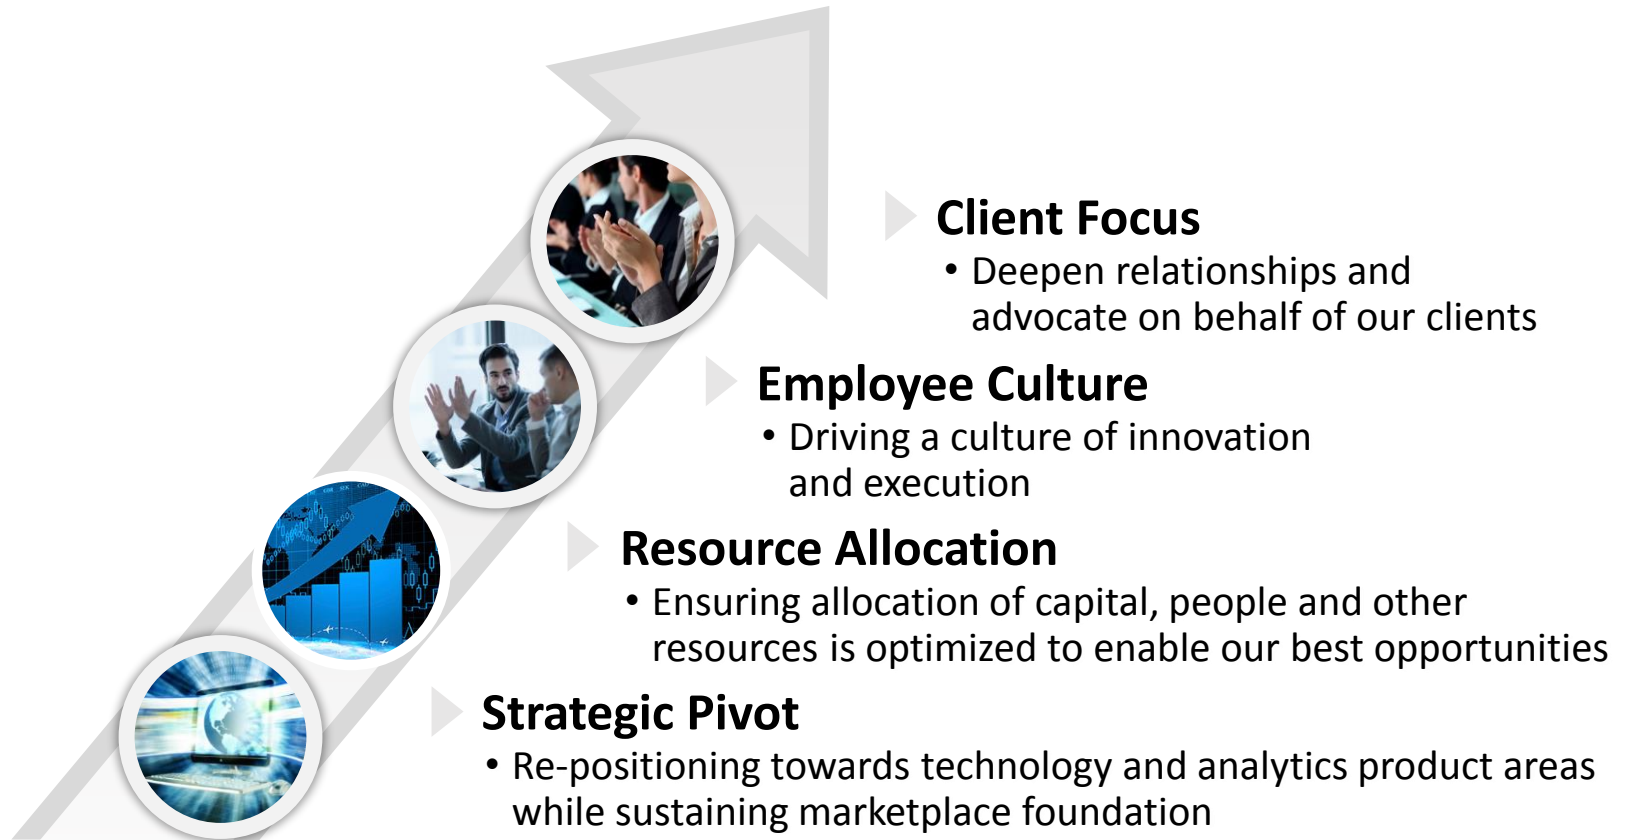 Client Focus
• Deepen relationships and
advocate on behalf of our clients
Employee Culture
• Driving a culture of innovation
and execution
Resource Allocation
• Ensuring allocation of capital, people and other
resources is optimized to enable our best opportunities
Strategic Pivot
• Re-positioning towards technology and analytics product areas
while sustaining marketplace foundation